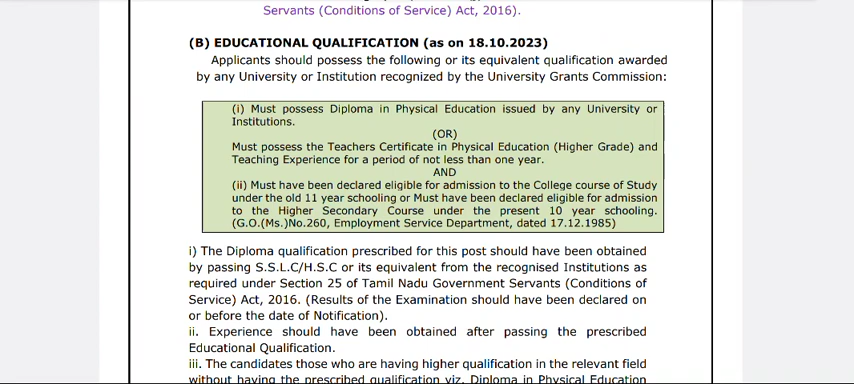 Servants (Conditions of Service) Act, 2016).
(B) EDUCATIONAL QUALIFICATION (as on 18.10.2023)
Applicants should possess the following or its equivalent qualification awarded
by any University or Institution recognized by the University Grants Commission:
(i) Must possess Diploma in Physical Education issued by any University or
Institutions.
(OR)
Must possess the Teachers Certificate in Physical Education (Higher Grade) and
Teaching Experience for a period of not less than one year.
AND
(ii) Must have been declared eligible for admission to the College course of Study
under the old 11 year schooling or Must have been declared eligible for admission
to the Higher Secondary Course under the present 10 year schooling.
(G.O.(Ms.)No.260, Employment Service Department, dated 17.12.1985)
i) The Diploma qualification prescribed for this post should have been obtained
by passing S.S.L.C/H.S.C or its equivalent from the recognised Institutions as
required under Section 25 of Tamil Nadu Government Servants (Conditions of
Service) Act, 2016. (Results of the Examination should have been declared on
or before the date of Notification).
ii. Experience should have been obtained after passing the prescribed
Educational Qualification.
iii. The candidates those who are having higher qualification in the relevant field
without having the prescribed qualification viz. Diploma in Physical Education